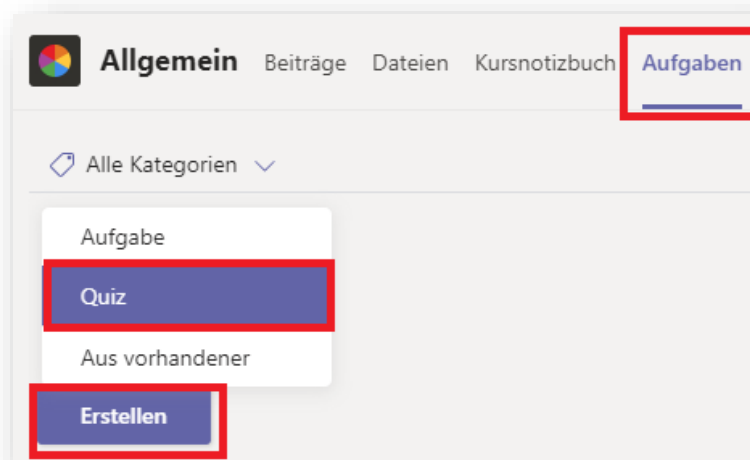 Allgemein Beiträge Dateien Kursnotizbuch Aufgaben
Alle Kategorien
Aufgabe
Quiz
Aus vorhandener
Erstellen